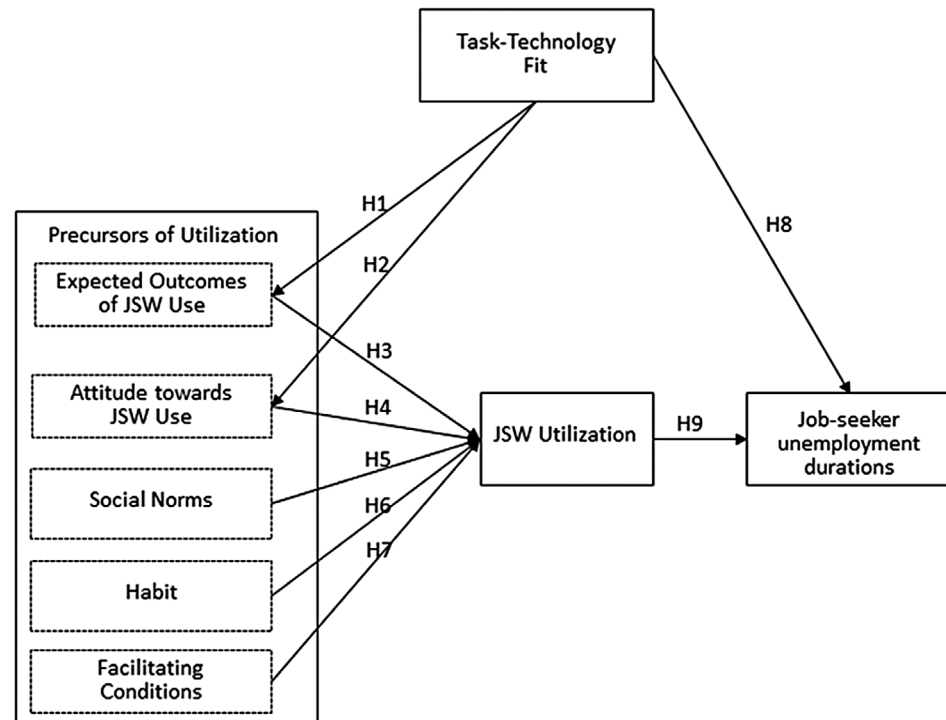 Task-Technology
Fit
H1
H8
Precursors of Utilization
H2
Expected Outcomes
of JSW Use
H3
Attitude towards
JSW Use
H4
JSW Utilization
H9
Job-seeker
unemployment
durations
H5
Social Norms
H6
H7
Habit
Facilitating
Conditions